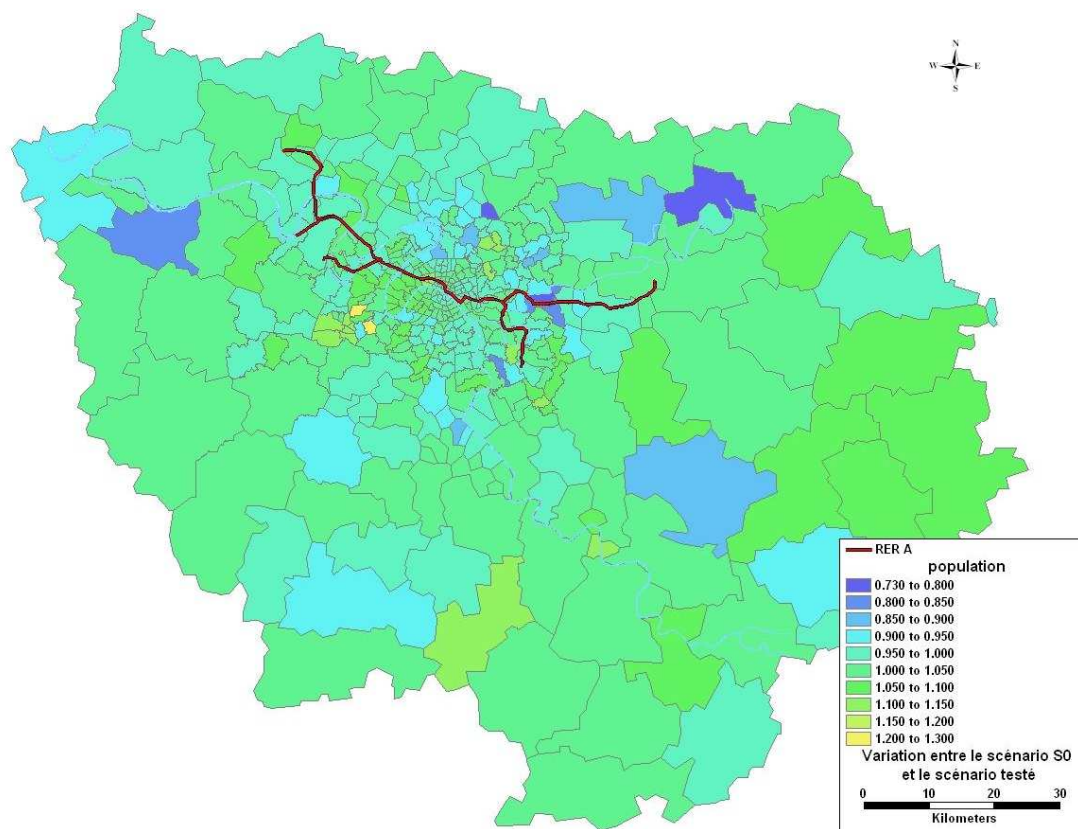 N
W E
S
RER A
population
0.730 to 0.800
0.800 to 0.850
0.850 to 0.900
0.900 to 0.950
0.950 to 1.000
1.000 to 1.050
1.050 to 1.100
1.100 to 1.150
1.150 to 1.200
1.200 to 1.300
Variation entre le scénario S0
et le scénario testé
0 10 20 30
Kilometers